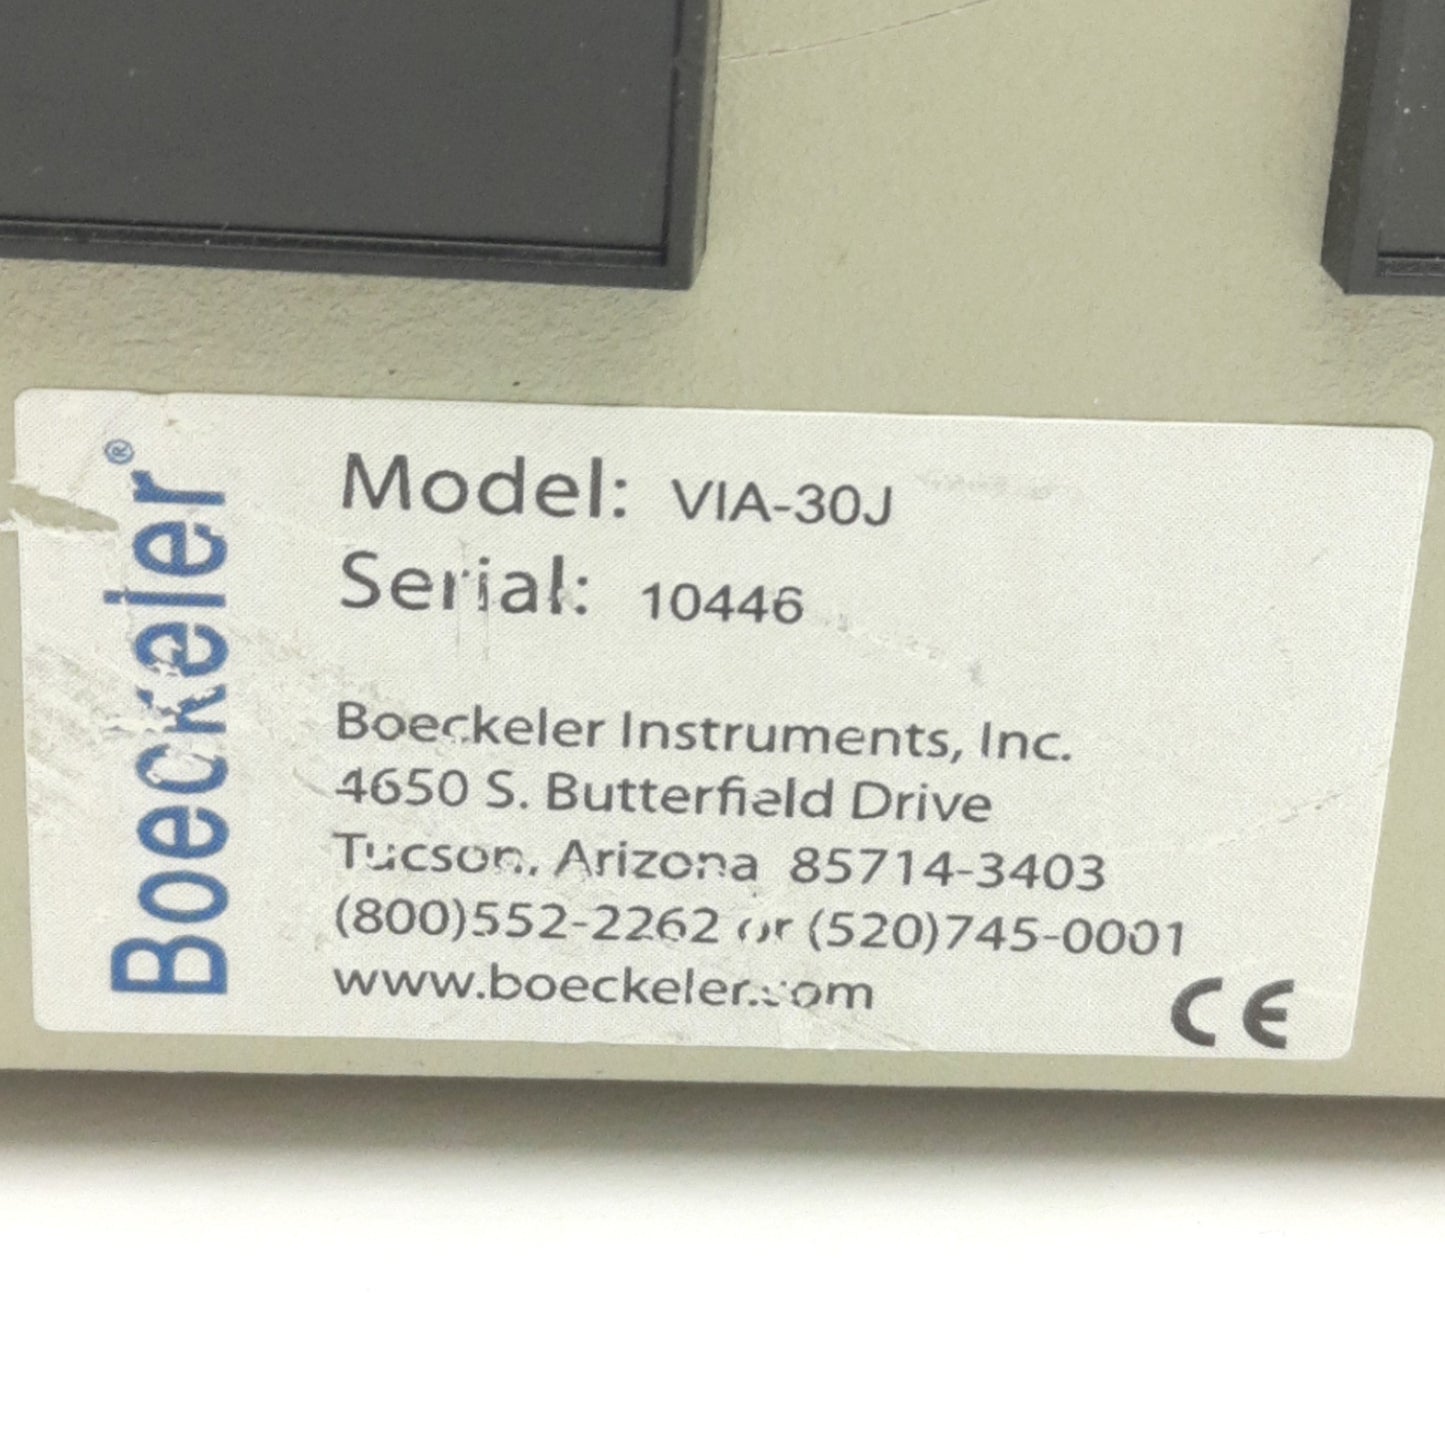 Boeckeler®
Model: VIA-30J
Serial: 10446
Boeckeler Instruments, Inc.
4650 S. Butterfield Drive
Tucson, Arizona 85714-3403
(800)552-2262 or (520)745-0001
www.boeckeler.com
CE